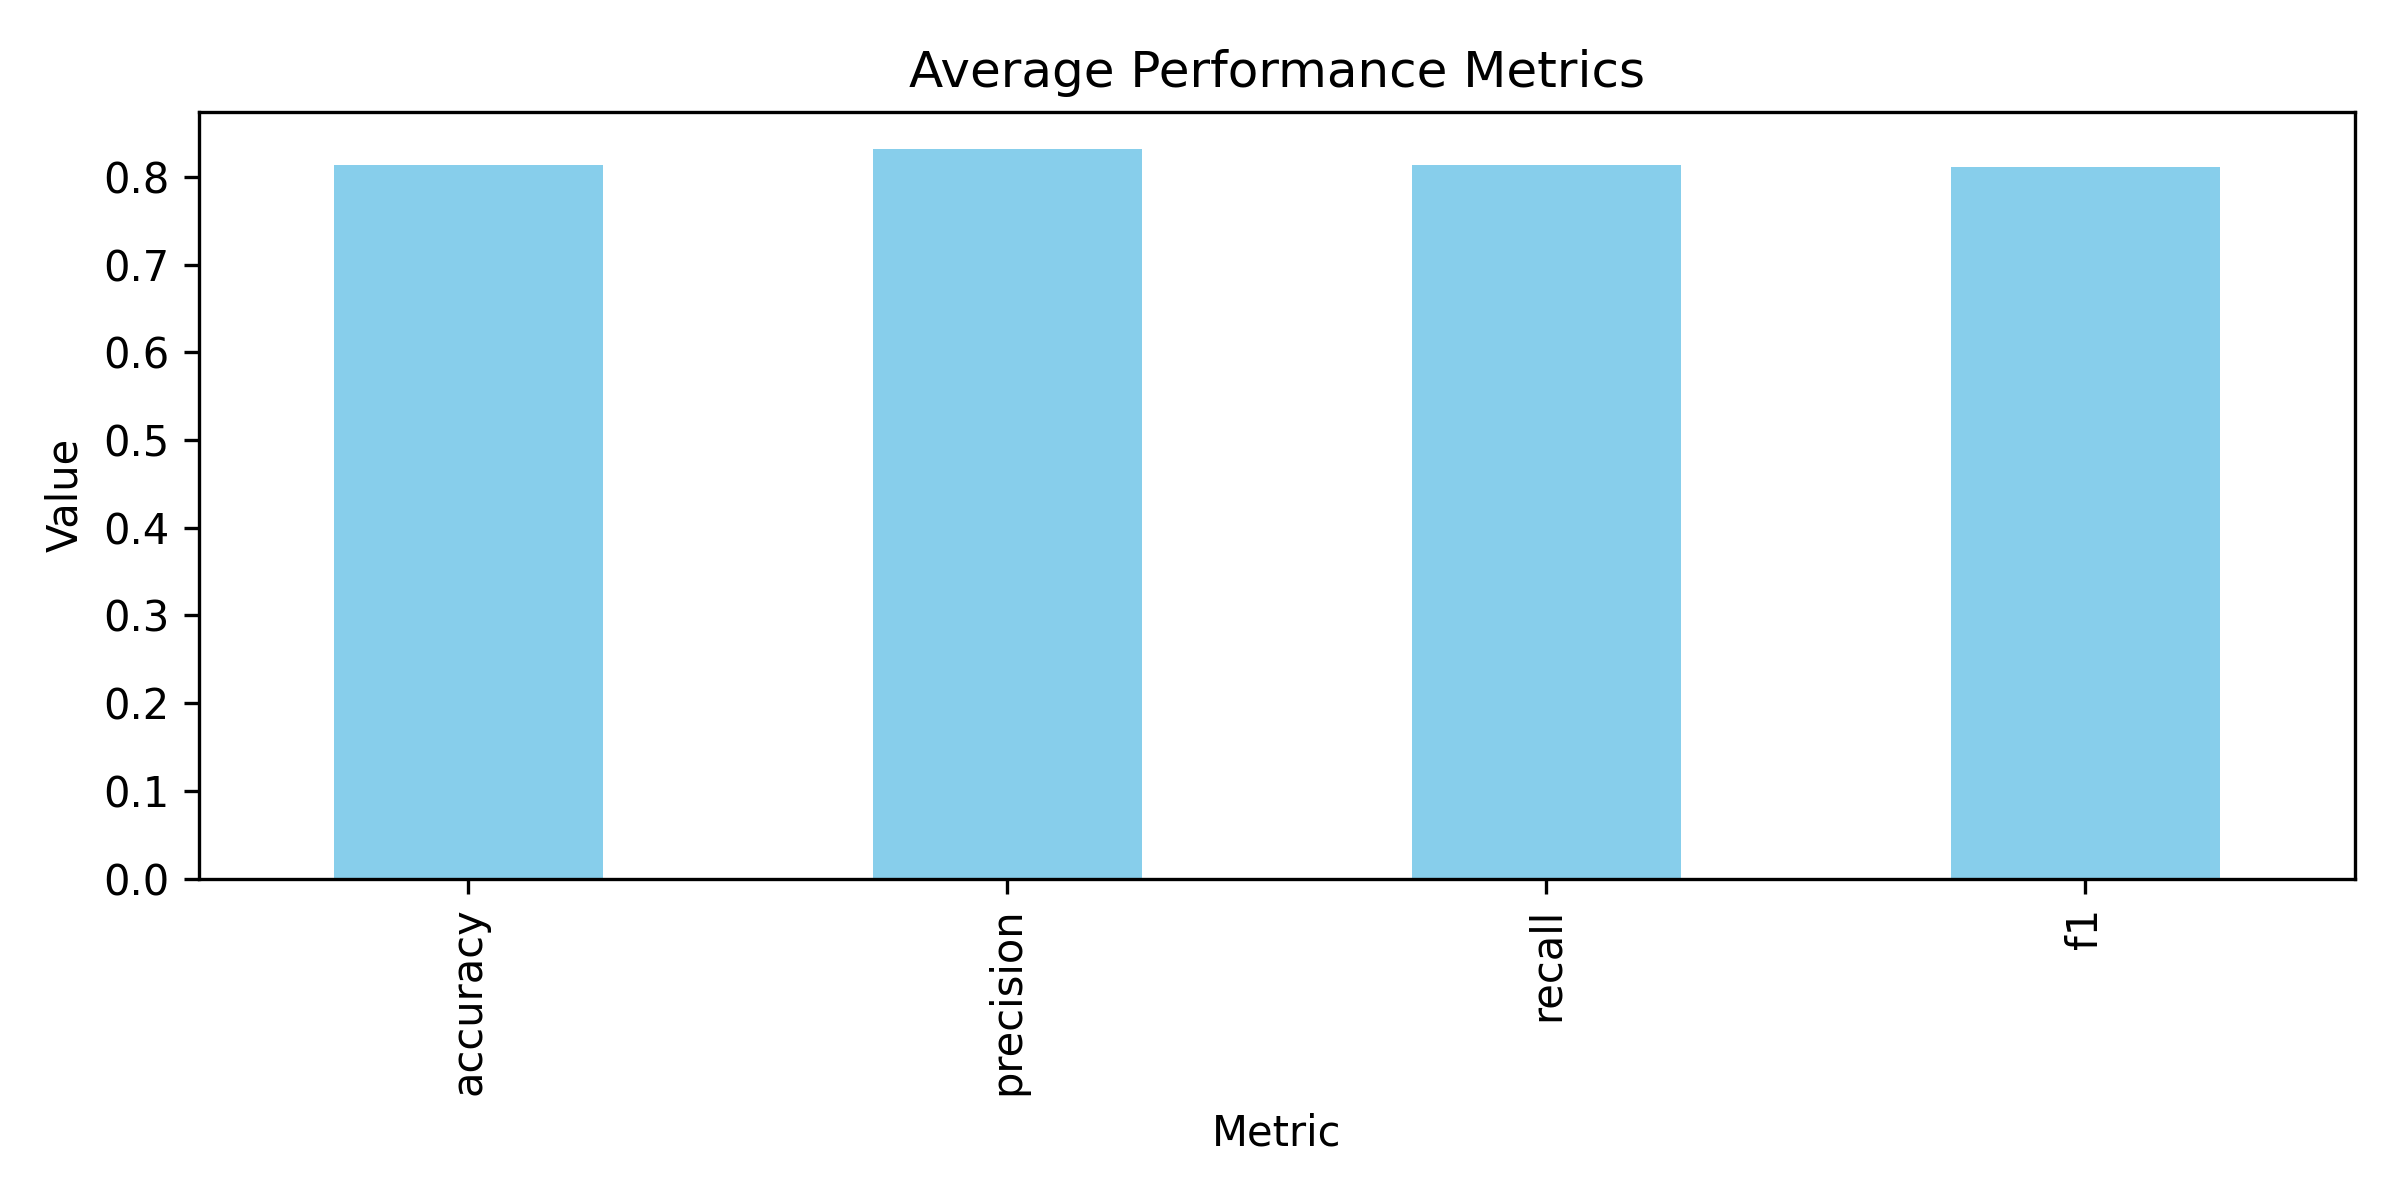 Average Performance Metrics
Value
0.8
0.7
0.6
0.5
0.4
0.3
0.2
0.1
0.0
accuracy
precision
recall
f1
Metric